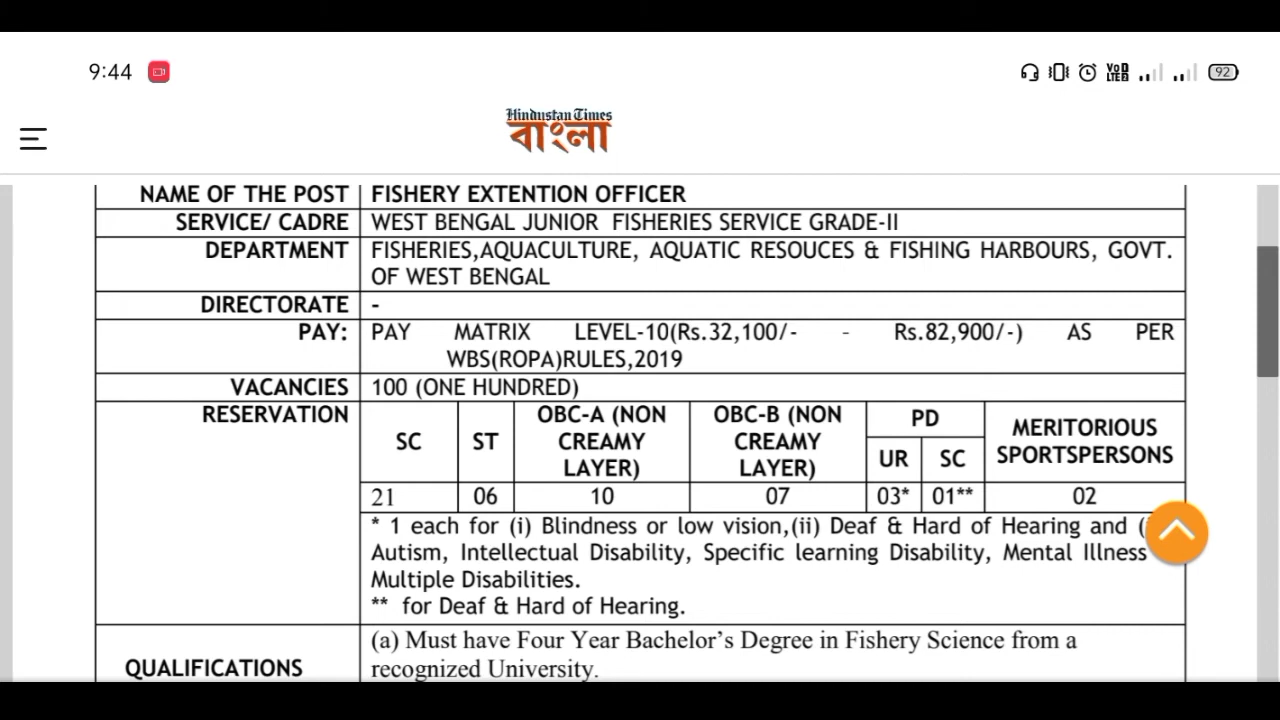 9:44
VoD LTE2 92
Hindustan Times
বাংলা
NAME OF THE POST FISHERY EXTENTION OFFICER
SERVICE/ CADRE WEST BENGAL JUNIOR FISHERIES SERVICE GRADE-II
DEPARTMENT FISHERIES,AQUACULTURE, AQUATIC RESOUCES & FISHING HARBOURS, GOVT.
OF WEST BENGAL
DIRECTORATE -
PAY: PAY MATRIX LEVEL-10(Rs.32,100/- - Rs.82,900/-) AS PER
WBS(ROPA)RULES,2019
VACANCIES 100 (ONE HUNDRED)
RESERVATION
SC
ST
OBC-A (NON
CREAMY
LAYER)
OBC-B (NON
CREAMY
LAYER)
PD
UR SC
MERITORIOUS
SPORTSPERSONS
21 06 10 07 03* 01** 02
* 1 each for (i) Blindness or low vision,(ii) Deaf & Hard of Hearing and
Autism, Intellectual Disability, Specific learning Disability, Mental Illness
Multiple Disabilities.
** for Deaf & Hard of Hearing.
QUALIFICATIONS
(a) Must have Four Year Bachelor's Degree in Fishery Science from a
recognized University.